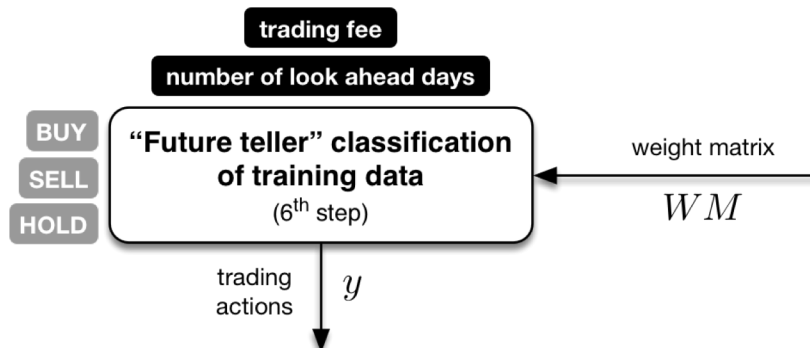 trading fee
number of look ahead days
BUY
SELL
HOLD
“Future teller” classification
of training data
(6th step)
weight matrix
WM
trading
actions
y